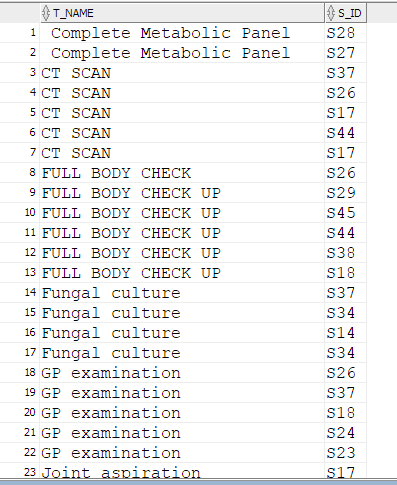 T_NAME S_ID
1 Complete Metabolic Panel S28
2 Complete Metabolic Panel S27
3 CT SCAN S37
4 CT SCAN S26
5 CT SCAN S17
6 CT SCAN S44
7 CT SCAN S17
8 FULL BODY CHECK S26
9 FULL BODY CHECK UP S29
10 FULL BODY CHECK UP S45
11 FULL BODY CHECK UP S44
12 FULL BODY CHECK UP S38
13 FULL BODY CHECK UP S18
14 Fungal culture S37
15 Fungal culture S34
16 Fungal culture S14
17 Fungal culture S34
18 GP examination S26
19 GP examination S37
20 GP examination S18
21 GP examination S24
22 GP examination S23
23 Joint aspiration S17